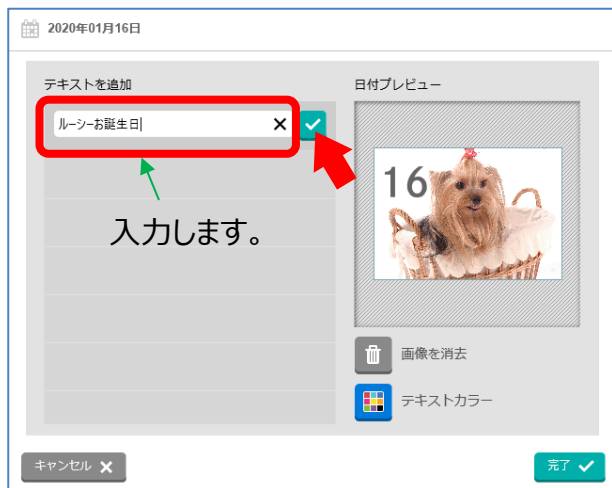 2020年01月16日
テキストを追加
日付プレビュー
ルーシーお誕生日
16
入力します。
画像を消去
テキストカラー
キャンセル
完了